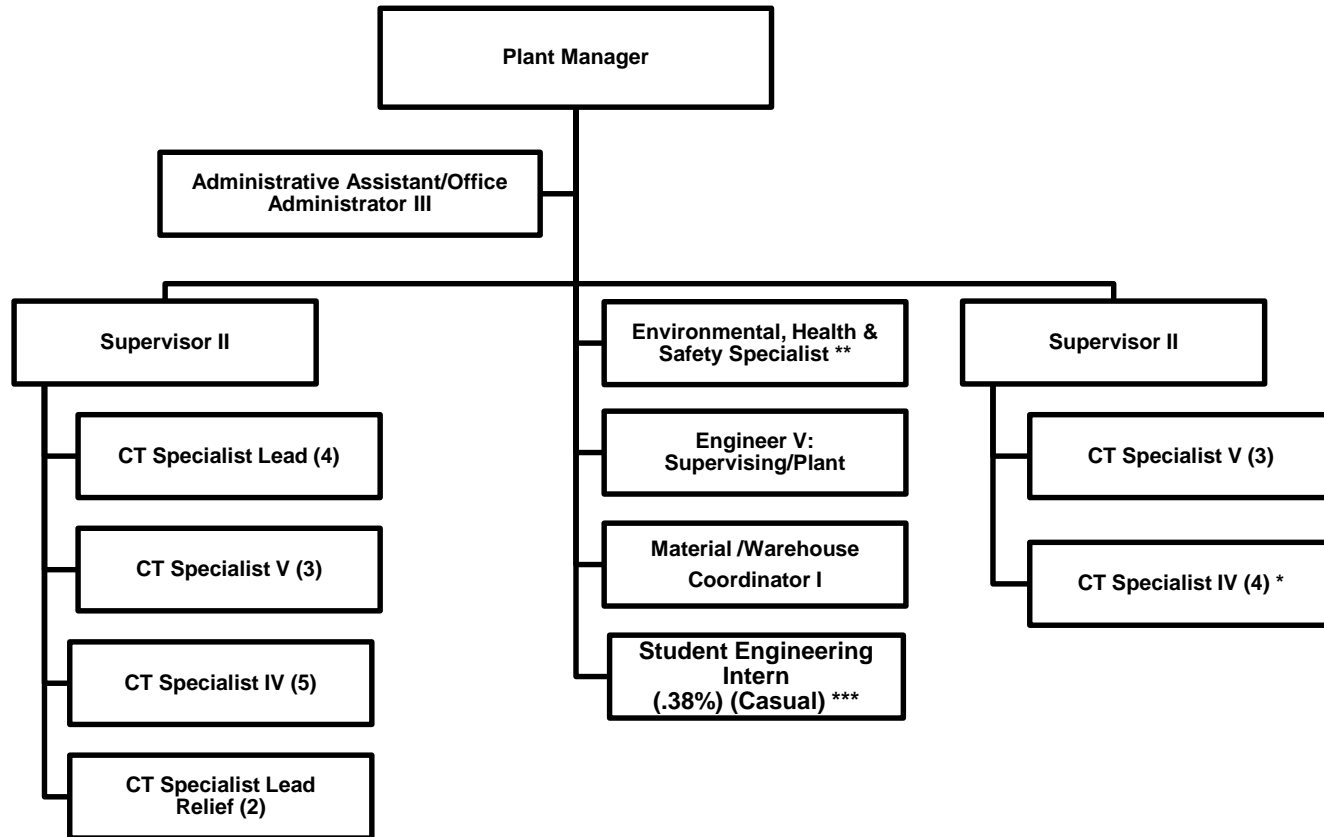 Plant Manager
Administrative Assistant/Office
Administrator III
Supervisor II
CT Specialist Lead (4)
CT Specialist V (3)
CT Specialist IV (5)
CT Specialist Lead
Relief (2)
Environmental, Health &
Safety Specialist **
Engineer V:
Supervising/Plant
Material /Warehouse
Coordinator I
Student Engineering
Intern
(.38%) (Casual) ***
Supervisor II
CT Specialist V (3)
CT Specialist IV (4) *